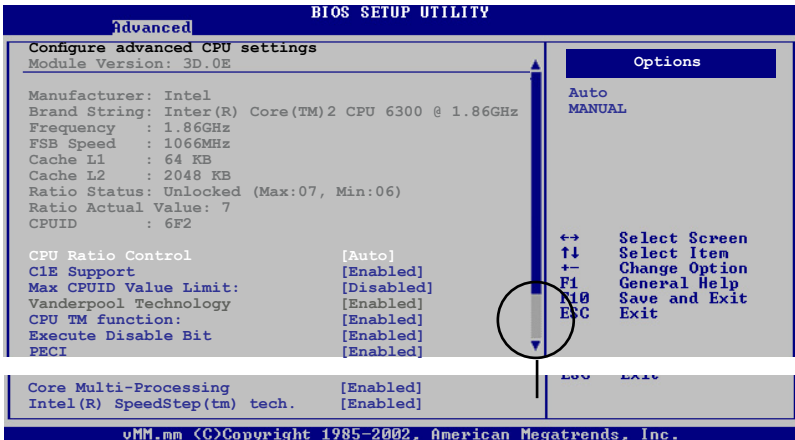 BIOS SETUP UTILITY
Advanced
Configure advanced CPU settings
Module Version: 3D.0E
Manufacturer: Intel
Brand String: Inter(R) Core(TM)2 CPU 6300 @ 1.86GHz
Frequency : 1.86GHz
FSB Speed : 1066MHz
Cache L1 : 64 KB
Cache L2 : 2048 KB
Ratio Status: Unlocked (Max:07, Min:06)
Ratio Actual Value: 7
CPUID : 6F2
CPU Ratio Control [Auto]
C1E Support [Enabled]
Max CPUID Value Limit: [Disabled]
Vanderpool Technology [Enabled]
CPU TM function: [Enabled]
Execute Disable Bit [Enabled]
PECI [Enabled]
Core Multi-Processing [Enabled]
Intel(R) SpeedStep(tm) tech. [Enabled]
Options
Auto
MANUAL
←→ Select Screen
↑↓ Select Item
+- Change Option
F1 General Help
F10 Save and Exit
ESC Exit
ESC Exit
vMM.mm (C)Copyright 1985-2002, American Megatrends, Inc.